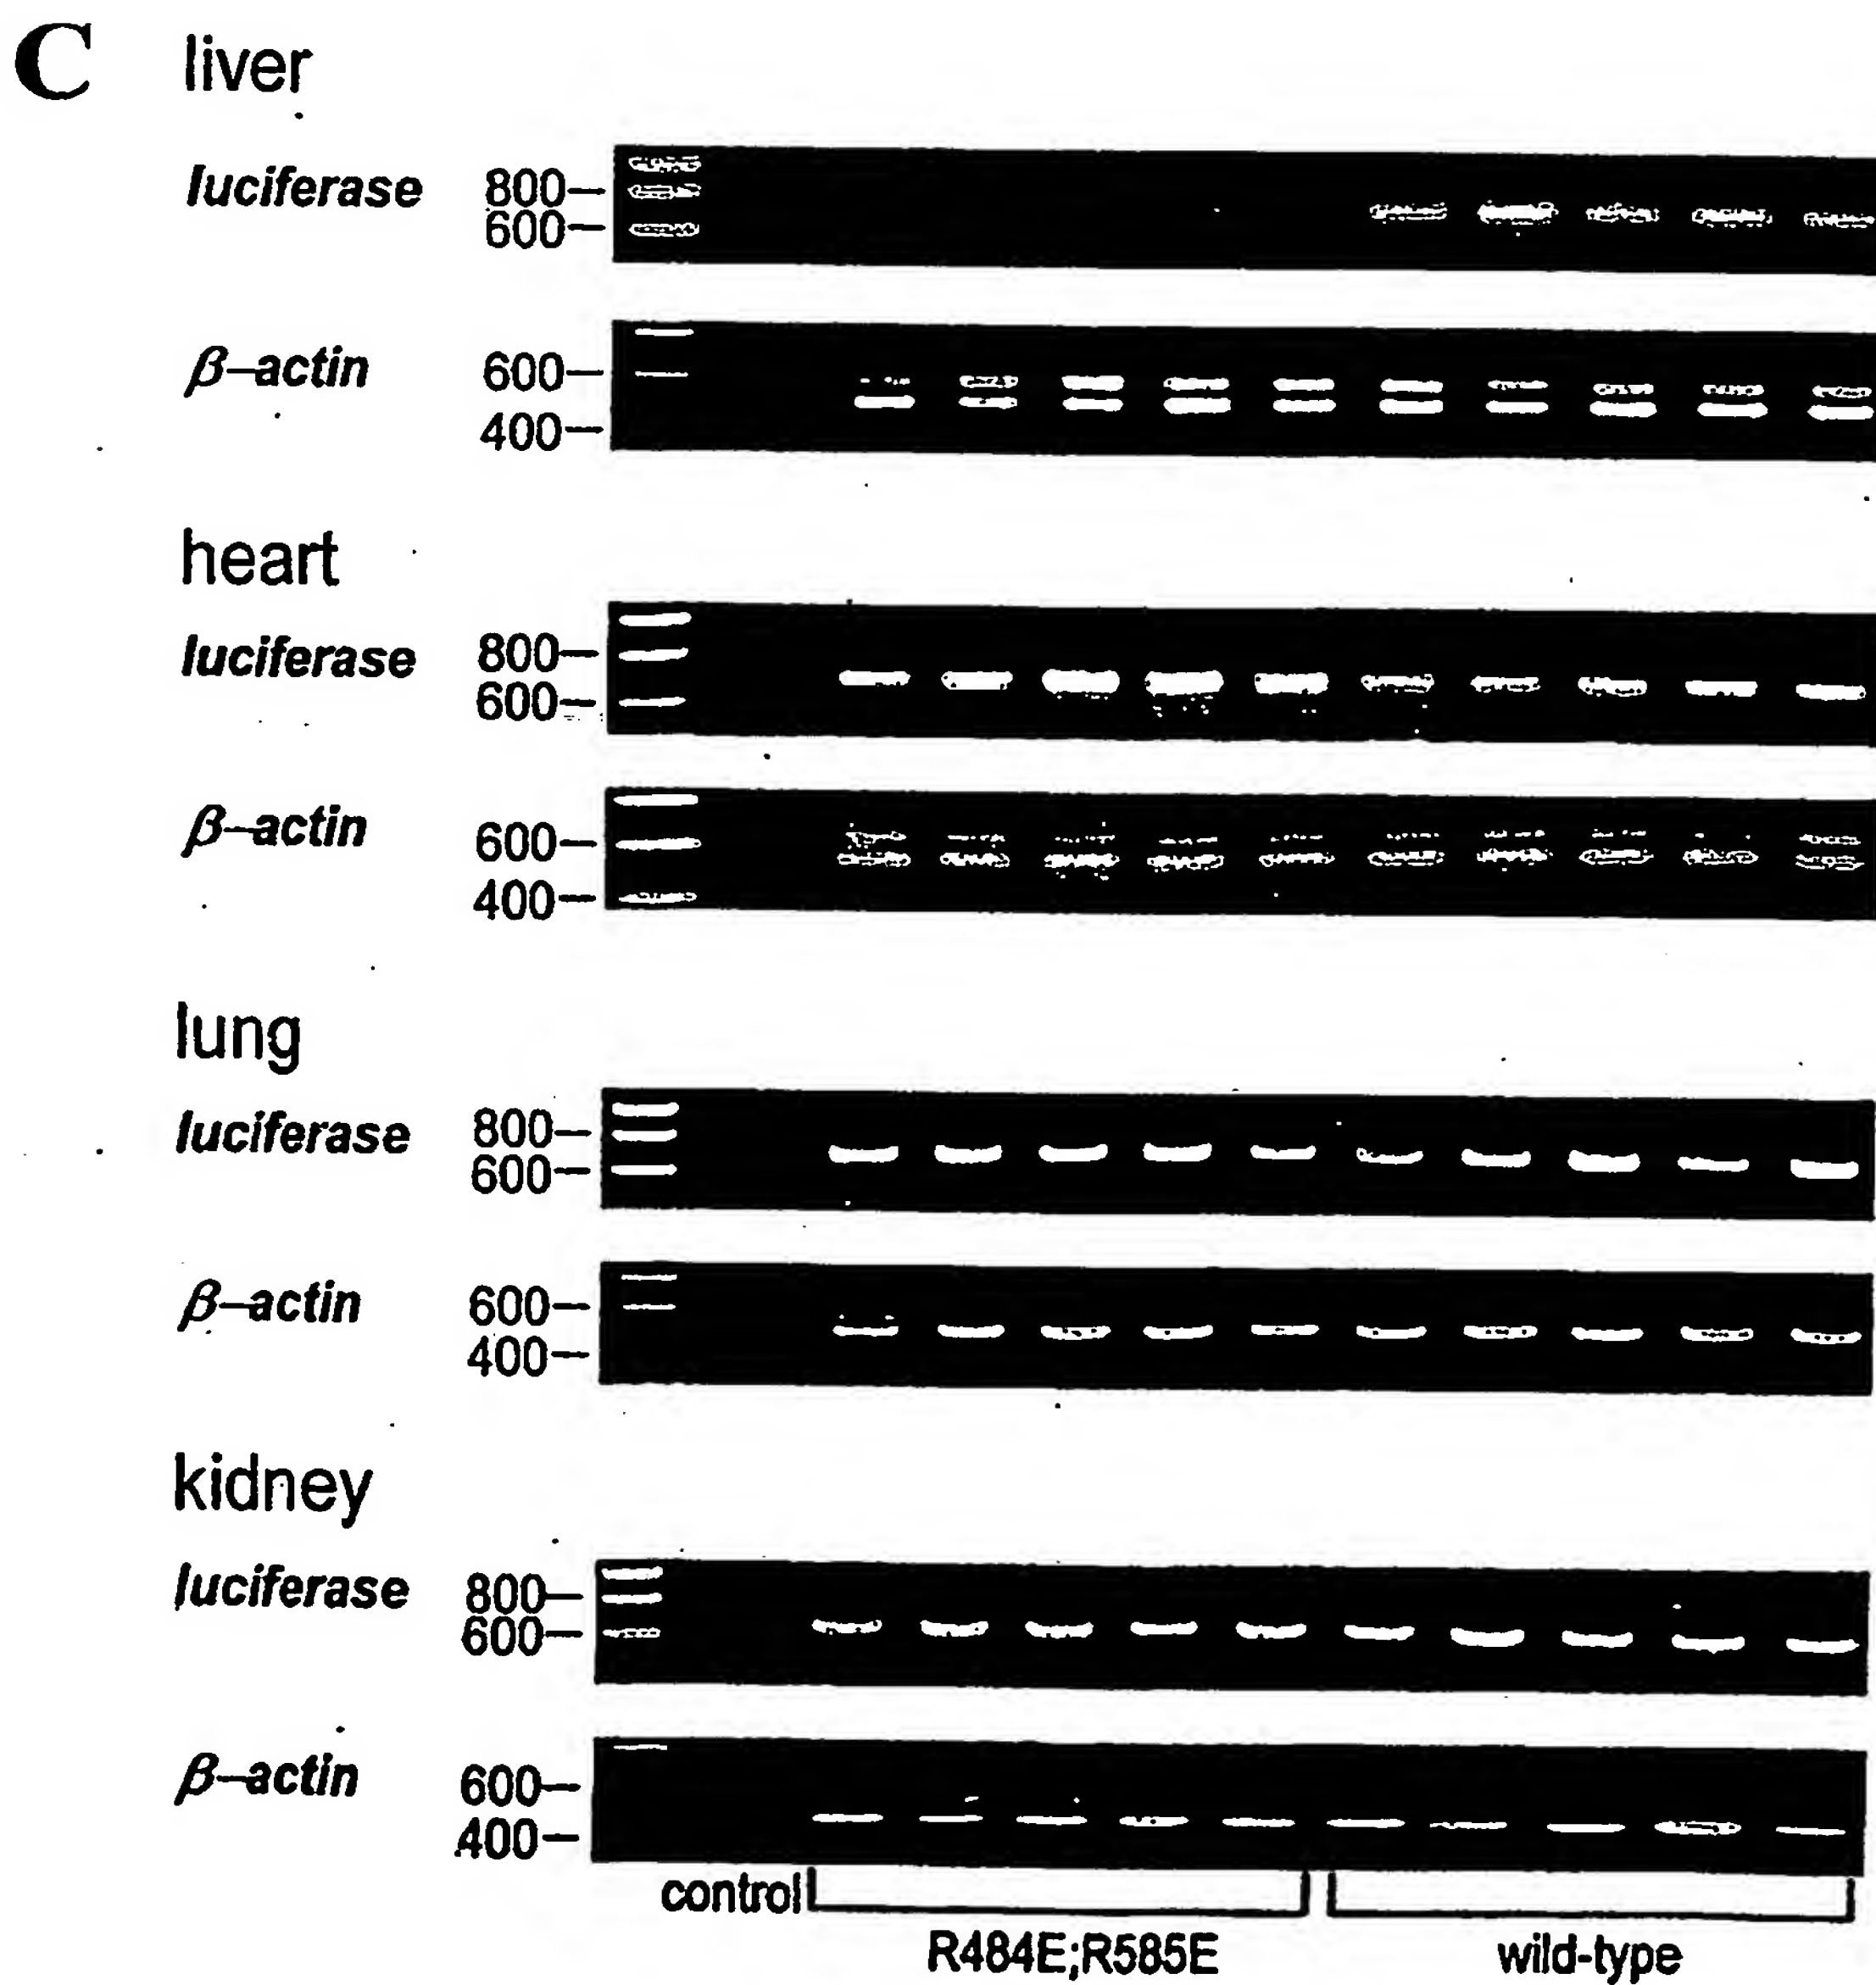 C liver
luciferase 800–
600–
β–actin 600–
400–
heart
luciferase 800–
600–
β–actin 600–
400–
lung
luciferase 800–
600–
β–actin 600–
400–
kidney
luciferase 800–
600–
β–actin 600–
400–
control
R484E;R585E wild-type